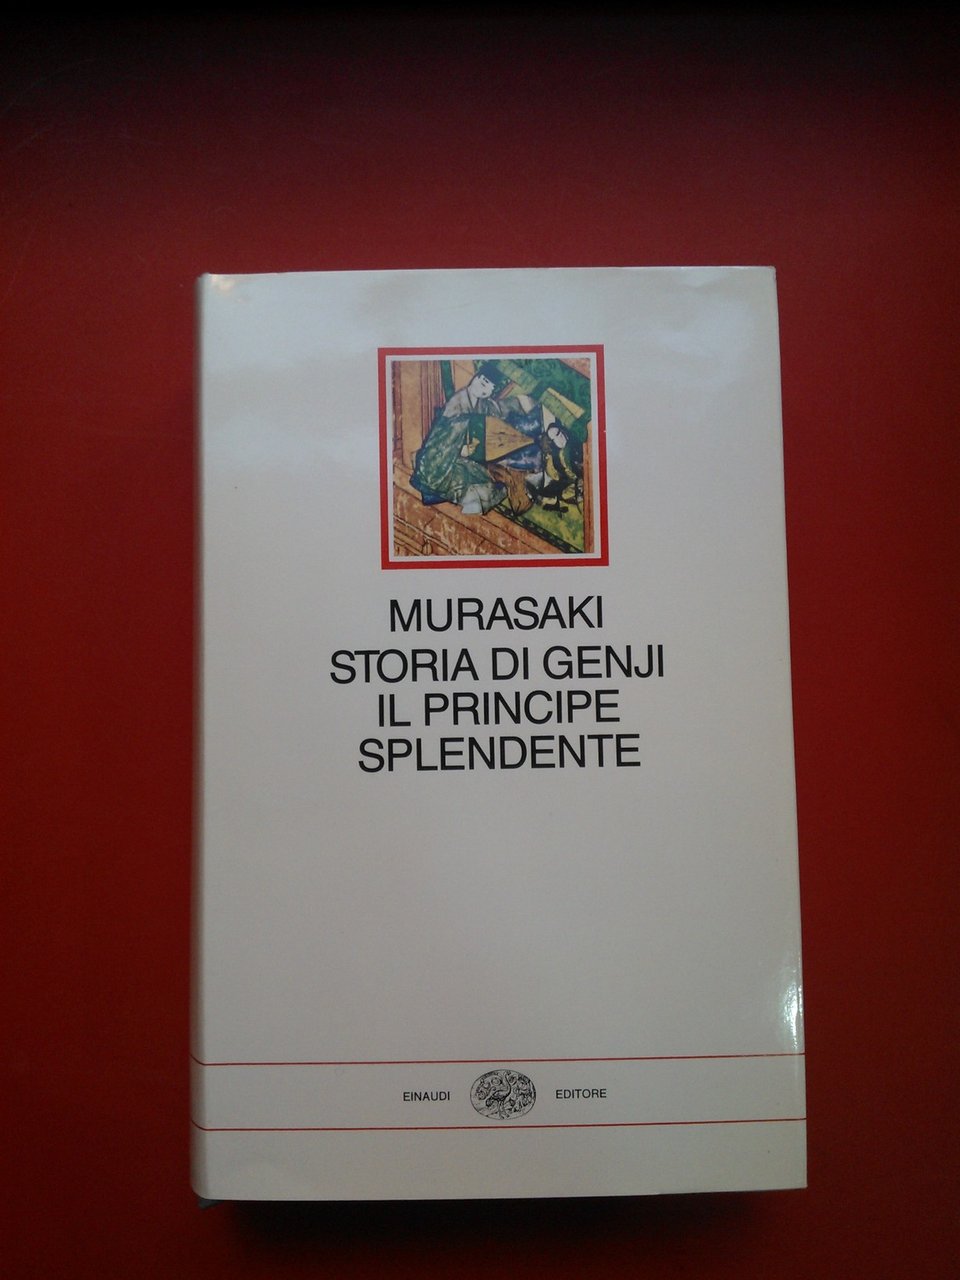 MURASAKI
STORIA DI GENJI
IL PRINCIPE
SPLENDENTE
EINAUDI EDITORE